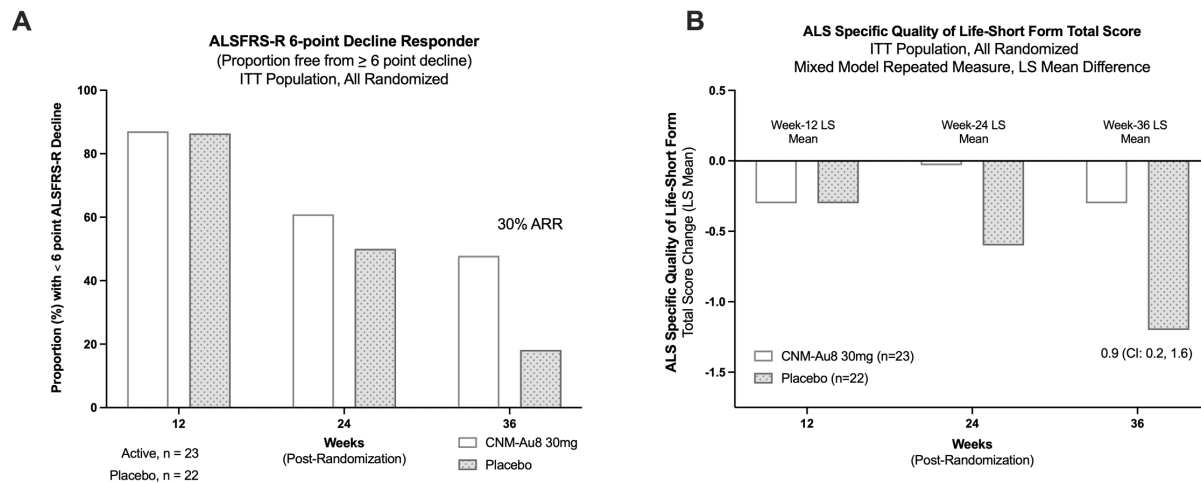 A
ALSFRS-R 6-point Decline Responder
(Proportion free from ≥ 6 point decline)
ITT Population, All Randomized
Proportion (%) with < 6 point ALSFRS-R Decline
100
80
60
40
20
0
30% ARR
12
24
36
Weeks
(Post-Randomization)
Active, n = 23
Placebo, n = 22
CNM-Au8 30mg
Placebo
B
ALS Specific Quality of Life-Short Form Total Score
ITT Population, All Randomized
Mixed Model Repeated Measure, LS Mean Difference
ALS Specific Quality of Life-Short Form
Total Score Change (LS Mean)
0.5
0.0
-0.5
-1.0
-1.5
Week-12 LS
Mean
Week-24 LS
Mean
Week-36 LS
Mean
CNM-Au8 30mg (n=23)
Placebo (n=22)
0.9 (CI: 0.2, 1.6)
12
24
36
Weeks
(Post-Randomization)